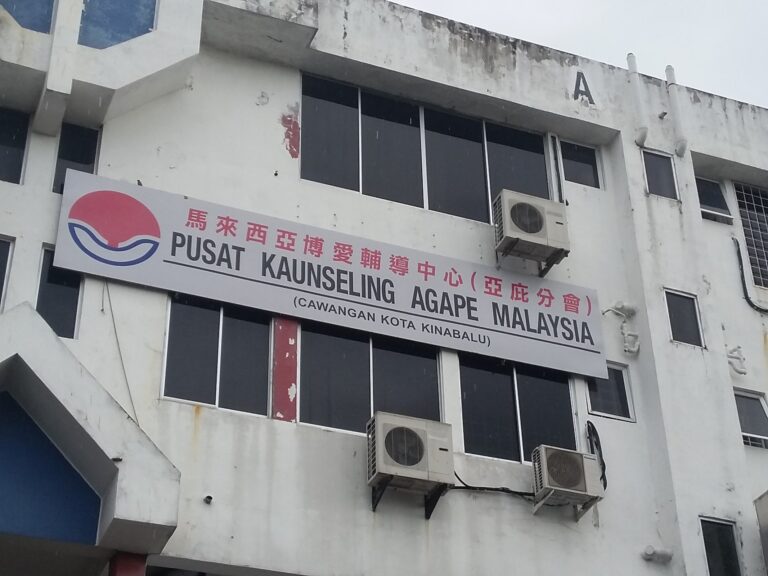 A
馬來西亞博愛輔導中心(亞庇分會)
PUSAT KAUNSELING AGAPE MALAYSIA
(CAWANGAN KOTA KINABALU)